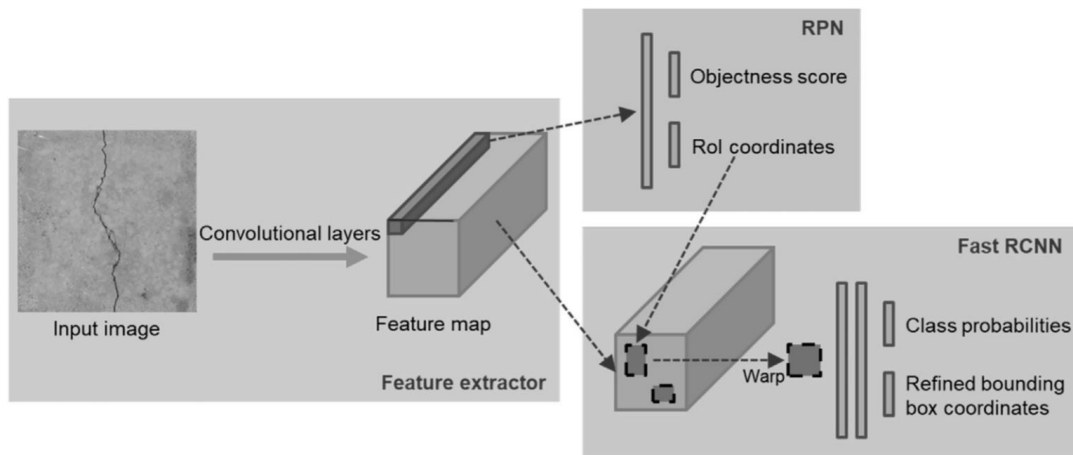 RPN
Objectness score
RoI coordinates
Convolutional layers
Input image
Feature map
Feature extractor
Fast RCNN
Class probabilities
Warp
Refined bounding
box coordinates